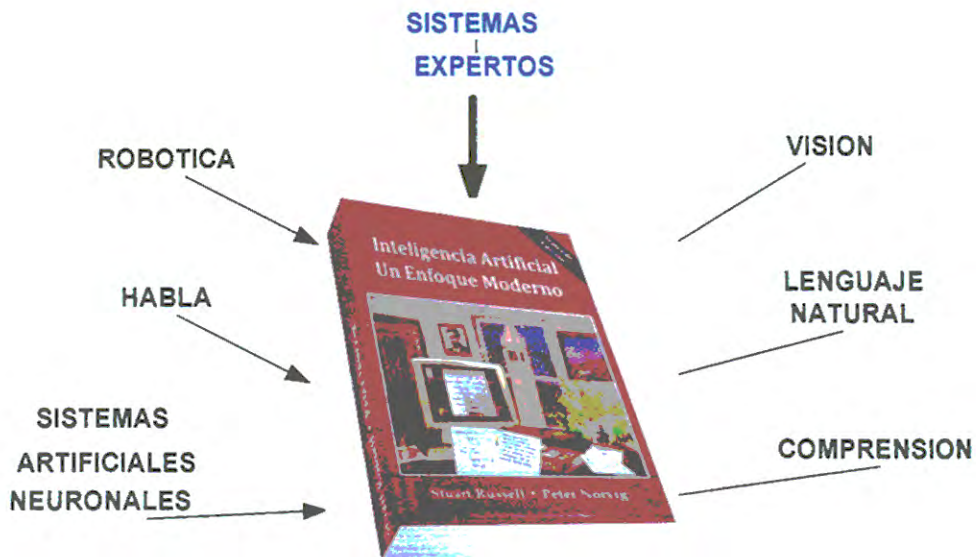 SISTEMAS
EXPERTOS
ROBOTICA
VISION
Inteligencia Artificial
Un Enfoque Moderno
HABLA
LENGUAJE
NATURAL
SISTEMAS
ARTIFICIALES
NEURONALES
COMPRENSION
Stuart Russell • Peter Norvig